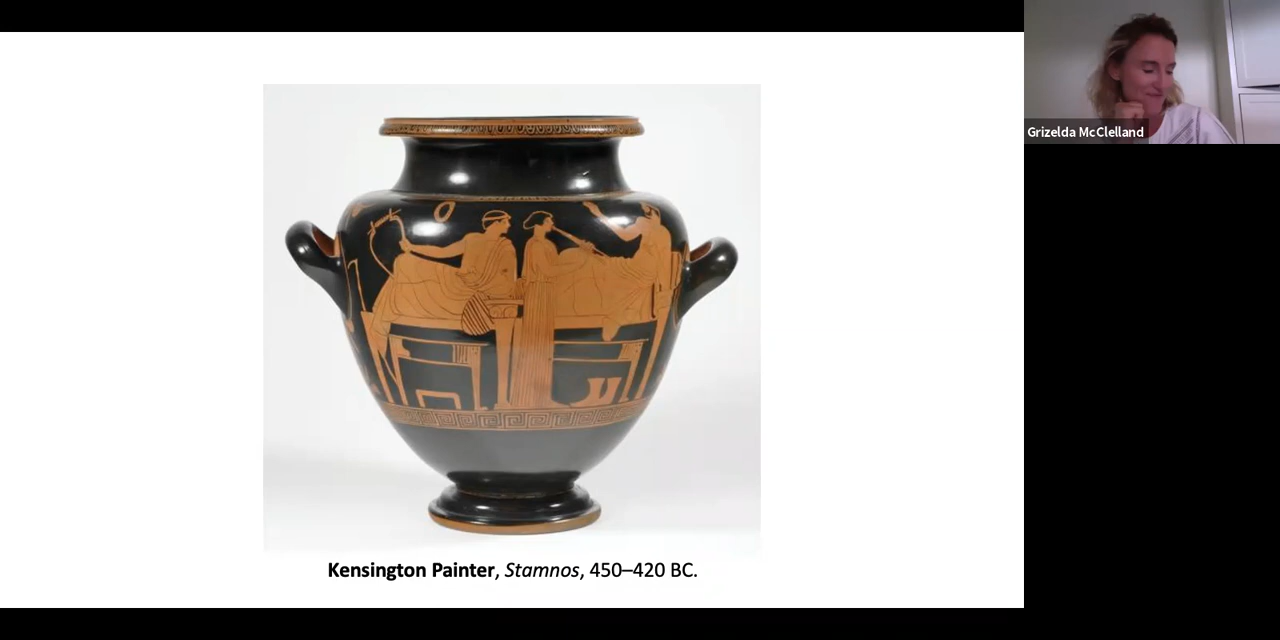 Grizelda McClelland
Kensington Painter, Stamnos, 450–420 BC.